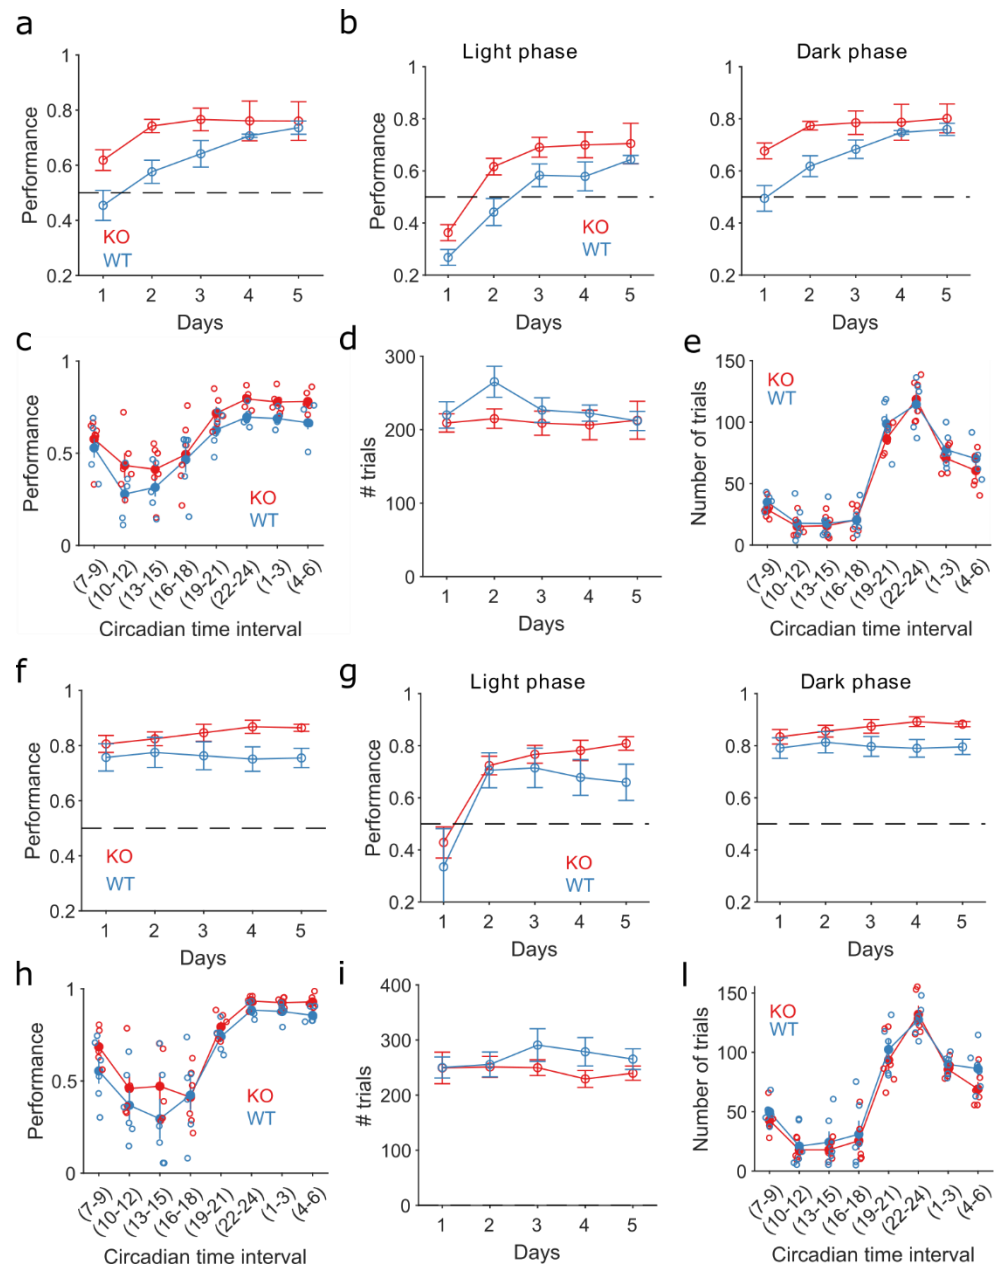 a
1
0.8
0.6
0.4
0.2
Performance
KO
WT
1 2 3 4 5
Days
b
Light phase
1
0.8
0.6
0.4
0.2
Performance
KO
WT
1 2 3 4 5
Days
Dark phase
1
0.8
0.6
0.4
0.2
1 2 3 4 5
Days
c
1
0.5
0
Performance
KO
WT
(7-9) (10-12) (13-15) (16-18) (19-21) (22-24) (1-3) (4-6)
Circadian time interval
d
300
200
100
0
# trials
1 2 3 4 5
Days
e
150
100
50
0
Number of trials
KO
WT
(7-9) (10-12) (13-15) (16-18) (19-21) (22-24) (1-3) (4-6)
Circadian time interval
f
1
0.8
0.6
0.4
0.2
Performance
KO
WT
1 2 3 4 5
Days
g
Light phase
1
0.8
0.6
0.4
0.2
Performance
KO
WT
1 2 3 4 5
Days
Dark phase
1
0.8
0.6
0.4
0.2
1 2 3 4 5
Days
h
1
0.5
0
Performance
KO
WT
(7-9) (10-12) (13-15) (16-18) (19-21) (22-24) (1-3) (4-6)
Circadian time interval
i
400
300
200
100
0
# trials
1 2 3 4 5
Days
l
150
100
50
0
Number of trials
KO
WT
(7-9) (10-12) (13-15) (16-18) (19-21) (22-24) (1-3) (4-6)
Circadian time interval